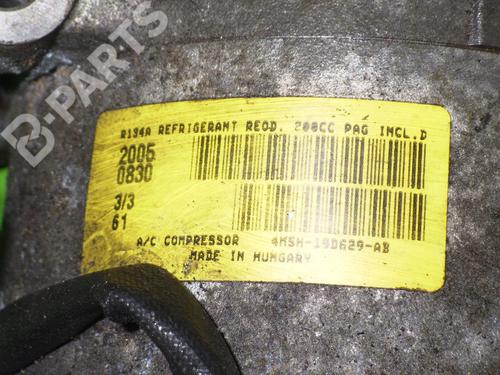 R134A REFRIGERANT REQD. 200CC PAG INCL.D
2005
0830
3/3
61
A/C COMPRESSOR 4M5H-19D629-AB
MADE IN HUNGARY
B-PARTS